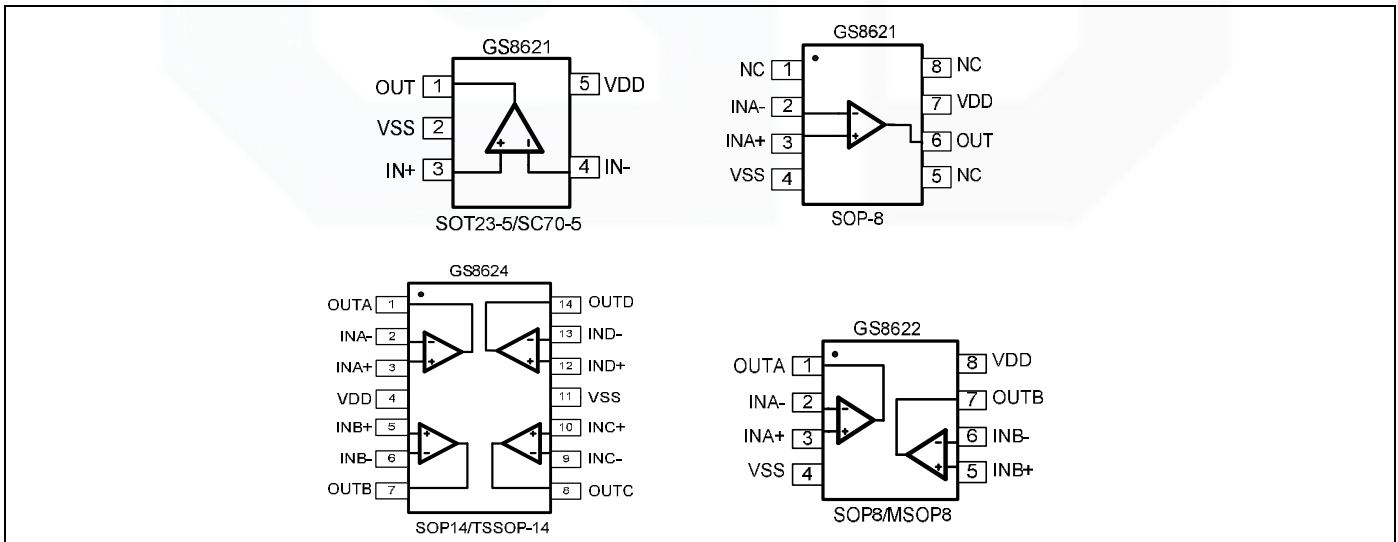 GS8621
OUT 1 5 VDD
VSS 2
IN+ 3 4 IN-
+ -
SOT23-5/SC70-5
GS8621
NC 1 8 NC
INA- 2 - 7 VDD
INA+ 3 + 6 OUT
VSS 4 5 NC
SOP-8
GS8624
OUTA 1 14 OUTD
INA- 2 - - 13 IND-
INA+ 3 + + 12 IND+
VDD 4 11 VSS
INB+ 5 + + 10 INC+
INB- 6 - - 9 INC-
OUTB 7 8 OUTC
SOP14/TSSOP-14
GS8622
OUTA 1 8 VDD
INA- 2 - 7 OUTB
INA+ 3 + - 6 INB-
VSS 4 + 5 INB+
SOP8/MSOP8